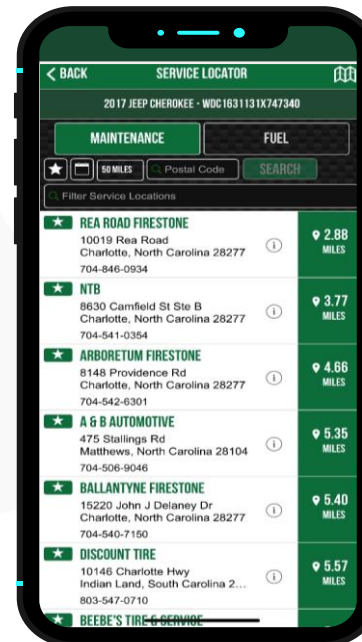 < BACK SERVICE LOCATOR
2017 JEEP CHEROKEE - WDC1631131X747340
MAINTENANCE FUEL
50 MILES Postal Code SEARCH
Filter Service Locations
REA ROAD FIRESTONE
10019 Rea Road
Charlotte, North Carolina 28277
704-846-0934
2.88
MILES
NTB
8630 Camfield St Ste B
Charlotte, North Carolina 28277
704-541-0354
3.77
MILES
ARBORETUM FIRESTONE
8148 Providence Rd
Charlotte, North Carolina 28277
704-542-6301
4.66
MILES
A & B AUTOMOTIVE
475 Stallings Rd
Matthews, North Carolina 28104
704-506-9046
5.35
MILES
BALLANTYNE FIRESTONE
15220 John J Delaney Dr
Charlotte, North Carolina 28277
704-540-7150
5.40
MILES
DISCOUNT TIRE
10146 Charlotte Hwy
Indian Land, South Carolina 2...
803-547-0710
5.57
MILES
BEEBE'S TIRE & SERVICE